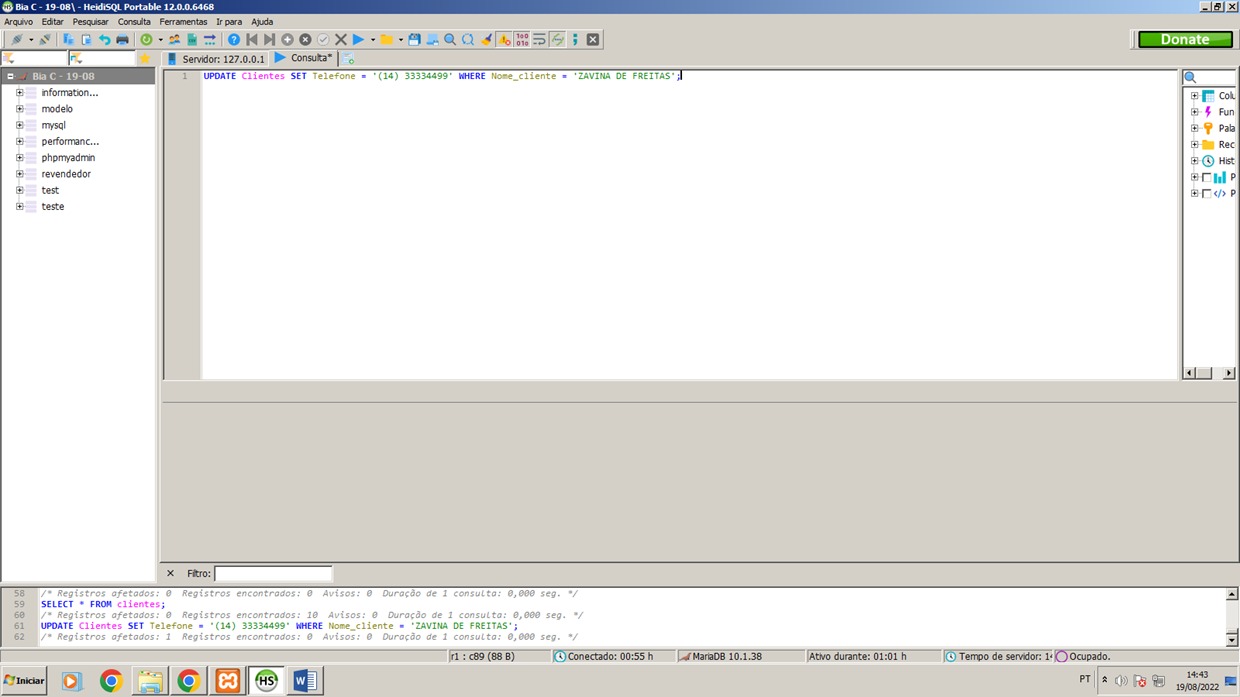 Bia C - 19-08\ - HeidiSQL Portable 12.0.0.6468
Arquivo Editar Pesquisar Consulta Ferramentas Ir para Ajuda
Donate
Servidor: 127.0.0.1 Consulta*
Bia C - 19-08
information...
modelo
mysql
performanc...
phpmyadmin
revendedor
test
teste
1 UPDATE Clientes SET Telefone = '(14) 33334499' WHERE Nome_cliente = 'ZAVINA DE FREITAS';
Colu
Fun
Pala
Rec
Hist
P
P
Filtro:
58 /* Registros afetados: 0 Registros encontrados: 0 Avisos: 0 Duração de 1 consulta: 0,000 seg. */
59 SELECT * FROM clientes;
60 /* Registros afetados: 0 Registros encontrados: 10 Avisos: 0 Duração de 1 consulta: 0,000 seg. */
61 UPDATE Clientes SET Telefone = '(14) 33334499' WHERE Nome_cliente = 'ZAVINA DE FREITAS';
62 /* Registros afetados: 1 Registros encontrados: 0 Avisos: 0 Duração de 1 consulta: 0,000 seg. */
r1 : c89 (88 B) Conectado: 00:55 h MariaDB 10.1.38 Ativo durante: 01:01 h Tempo de servidor: 14 Ocupado.
Iniciar
HS
PT
14:43
19/08/2022